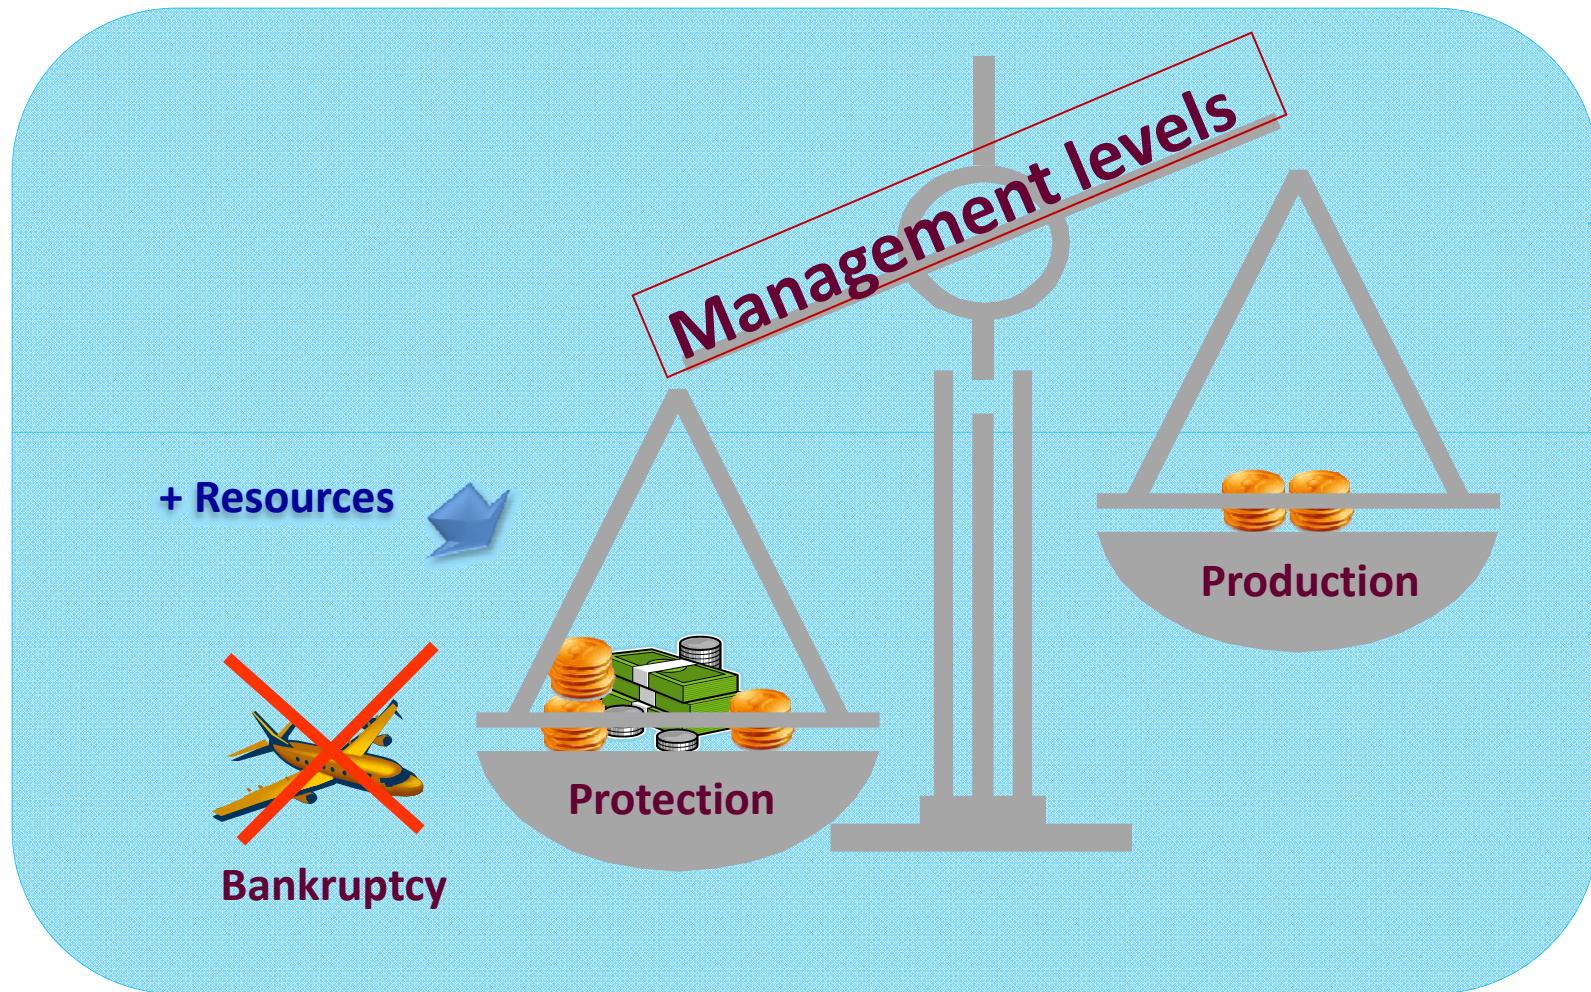 Management levels
+ Resources
Production
Protection
Bankruptcy